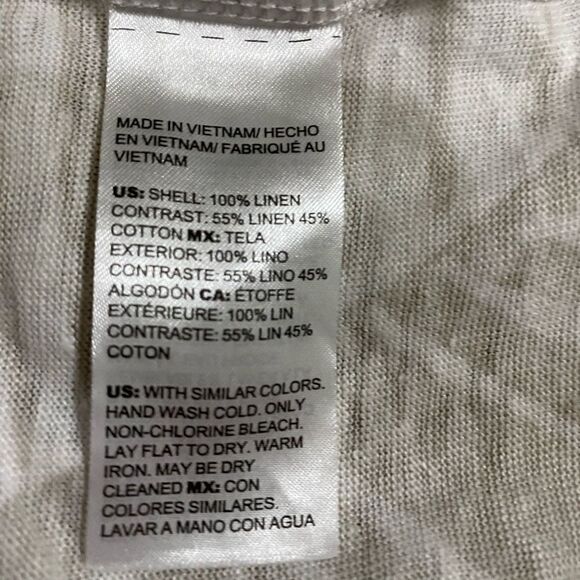 MADE IN VIETNAM/ HECHO
EN VIETNAM/ FABRIQUÉ AU
VIETNAM
US: SHELL: 100% LINEN
CONTRAST: 55% LINEN 45%
COTTON MX: TELA
EXTERIOR: 100% LINO
CONTRASTE: 55% LINO 45%
ALGODÓN CA: ÉTOFFE
EXTÉRIEURE: 100% LIN
CONTRASTE: 55% LIN 45%
COTON
US: WITH SIMILAR COLORS.
HAND WASH COLD. ONLY
NON-CHLORINE BLEACH.
LAY FLAT TO DRY. WARM
IRON. MAY BE DRY
CLEANED MX: CON
COLORES SIMILARES.
LAVAR A MANO CON AGUA